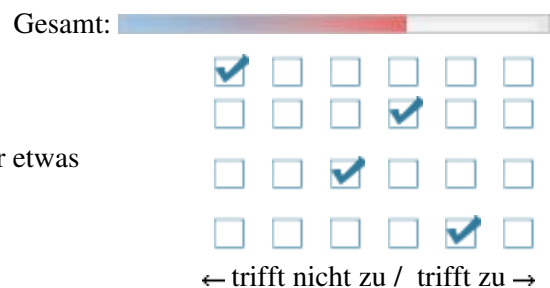 Gesamt:
etwas
← trifft nicht zu / trifft zu →